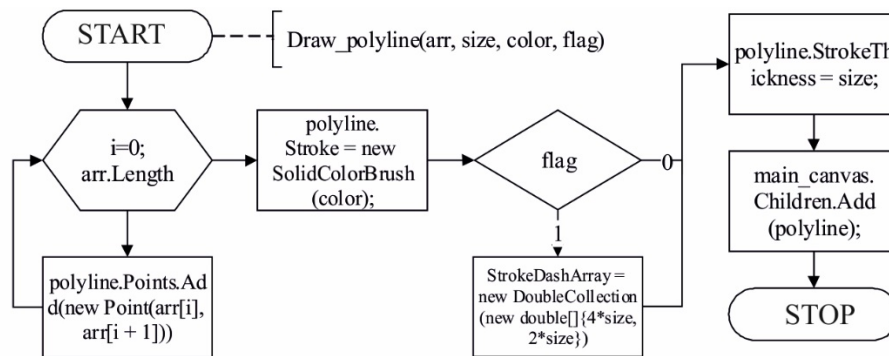 START
Draw_polyline(arr, size, color, flag)
i=0;
arr.Length
polyline.Points.Ad
d(new Point(arr[i],
arr[i + 1]))
polyline.
Stroke = new
SolidColorBrush
(color);
flag
0
1
StrokeDashArray =
new DoubleCollection
(new double[]{4*size,
2*size})
polyline.StrokeTh
ickness = size;
main_canvas.
Children.Add
(polyline);
STOP